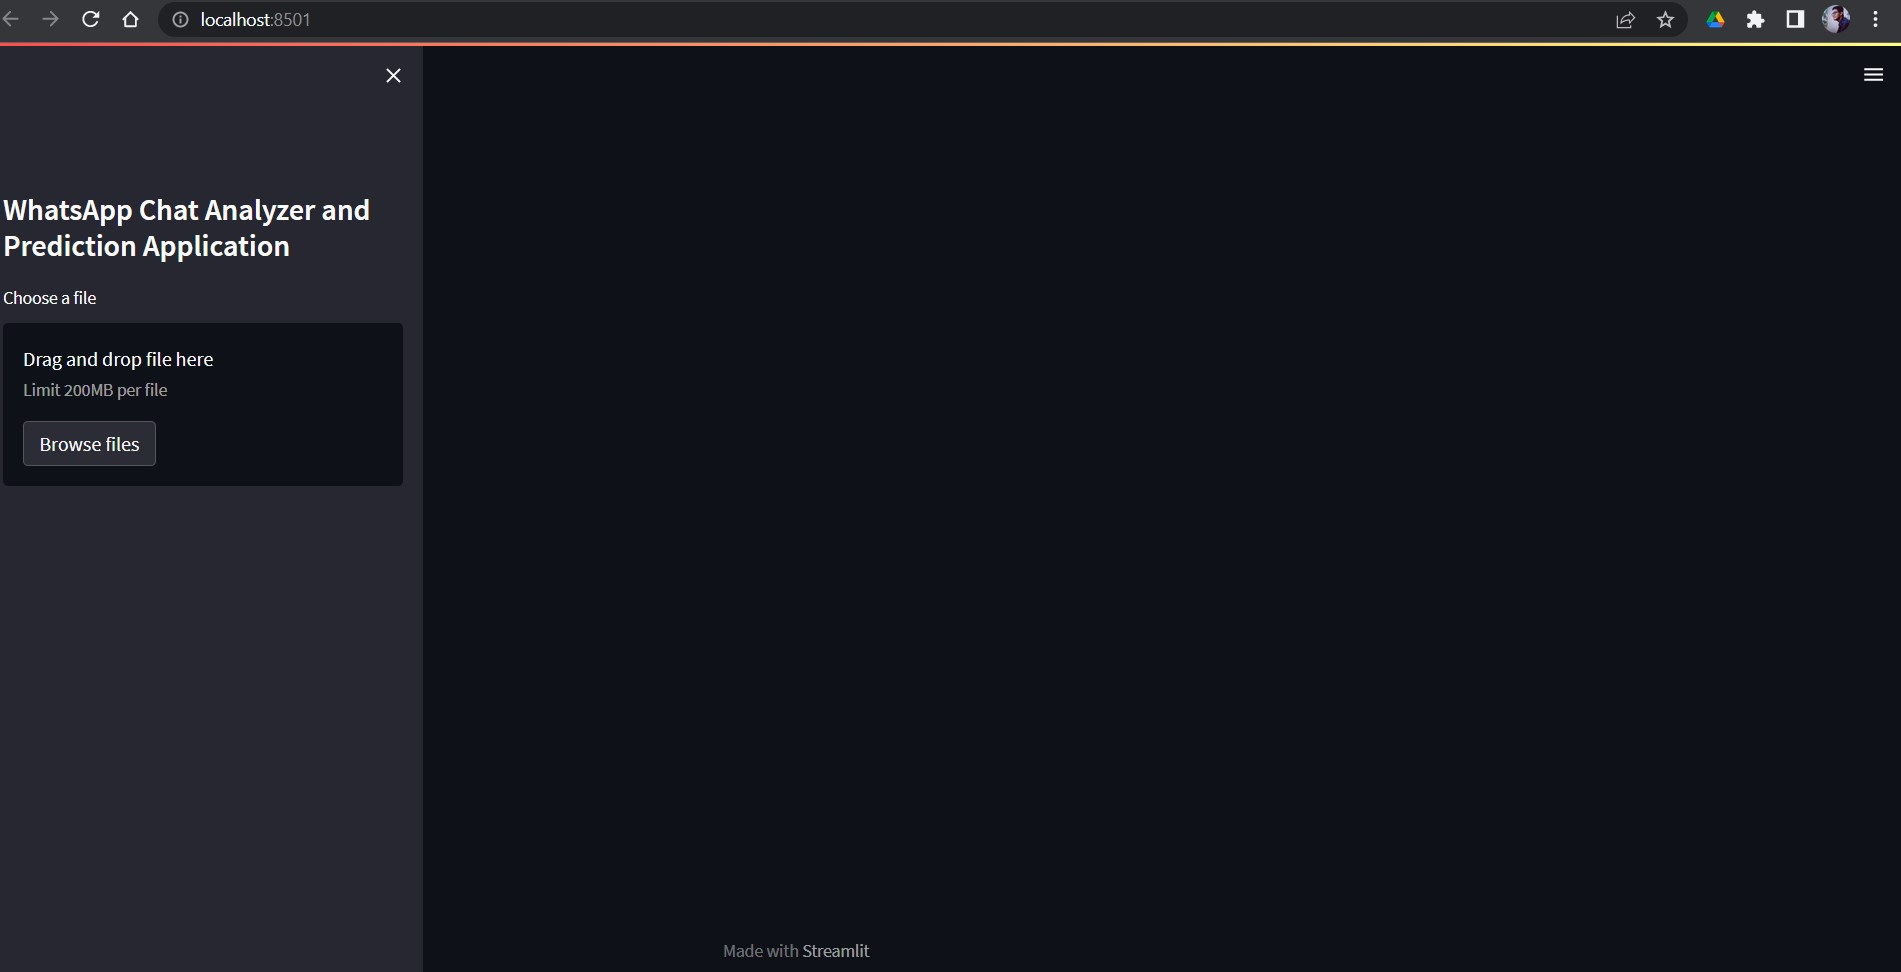 localhost:8501
WhatsApp Chat Analyzer and
Prediction Application
Choose a file
Drag and drop file here
Limit 200MB per file
Browse files
Made with Streamlit